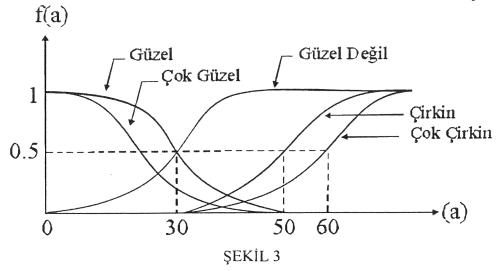 f(a)
Güzel
Güzel Değil
Çok Güzel
1
Çirkin
Çok Çirkin
0.5
0 30 50 60 (a)
ŞEKİL 3